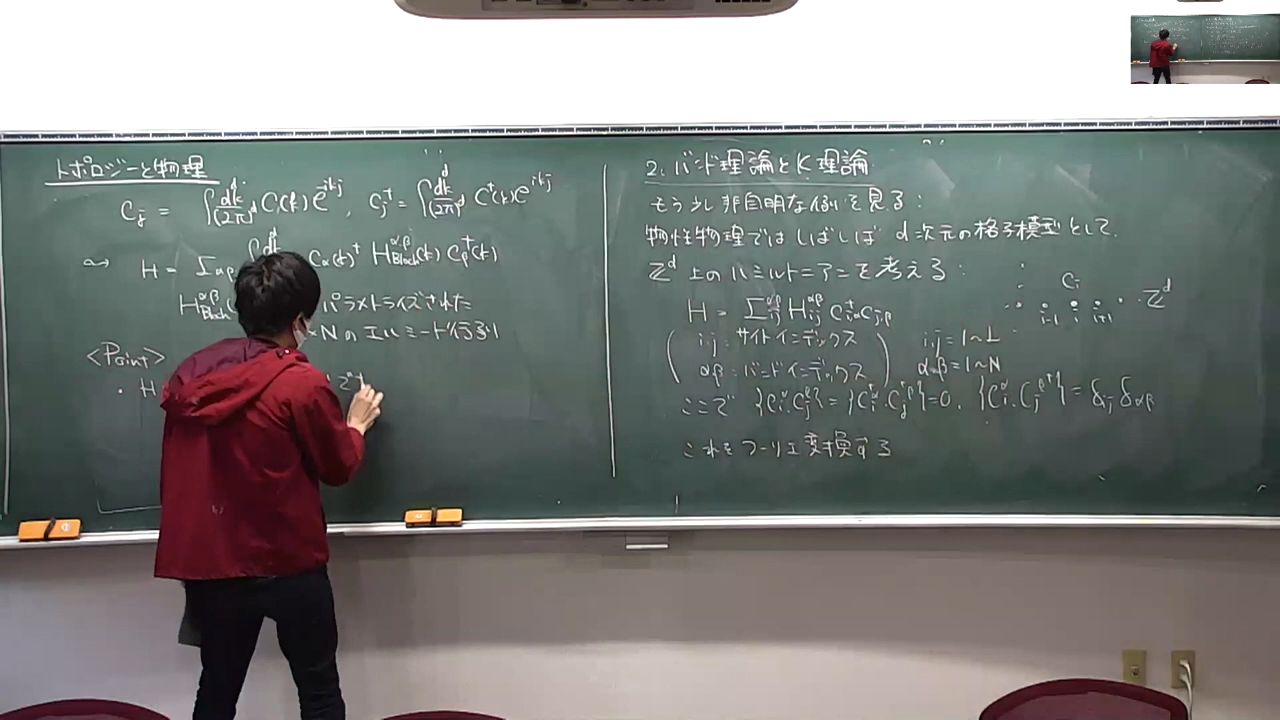 トポロジーと物理
C_j = ∫ d^dk/(2π)^d C(k) e^{-ikj}, C_j^† = ∫ d^dk/(2π)^d C^†(k) e^{ikj}
H = Σ_{αβ} C_α(k)^† H_{Bloch}^{αβ}(k) C_β^†(k)
パラメトライズされた
×Nのエルミート行列
<Point>
・H
2. バンド理論とK理論
もう少し非自明な例を見る:
物性物理ではしばしばd次元の格子模型として、
Z^d 上のハミルトニアンを考える:
C_i
i-1 i i+1
Z^d
H = Σ_{ij}^{αβ} H_{ij}^{αβ} C_{iα}^† C_{jβ}
i,j : サイトインデックス i,j = 1~L
α,β : バンドインデックス α,β = 1~N
ここで {C_i^α, C_j^β} = {C_i^{†α}, C_j^{†β}} = 0, {C_i^α, C_j^{β†}} = δ_{ij} δ_{αβ}
これをフーリエ変換する